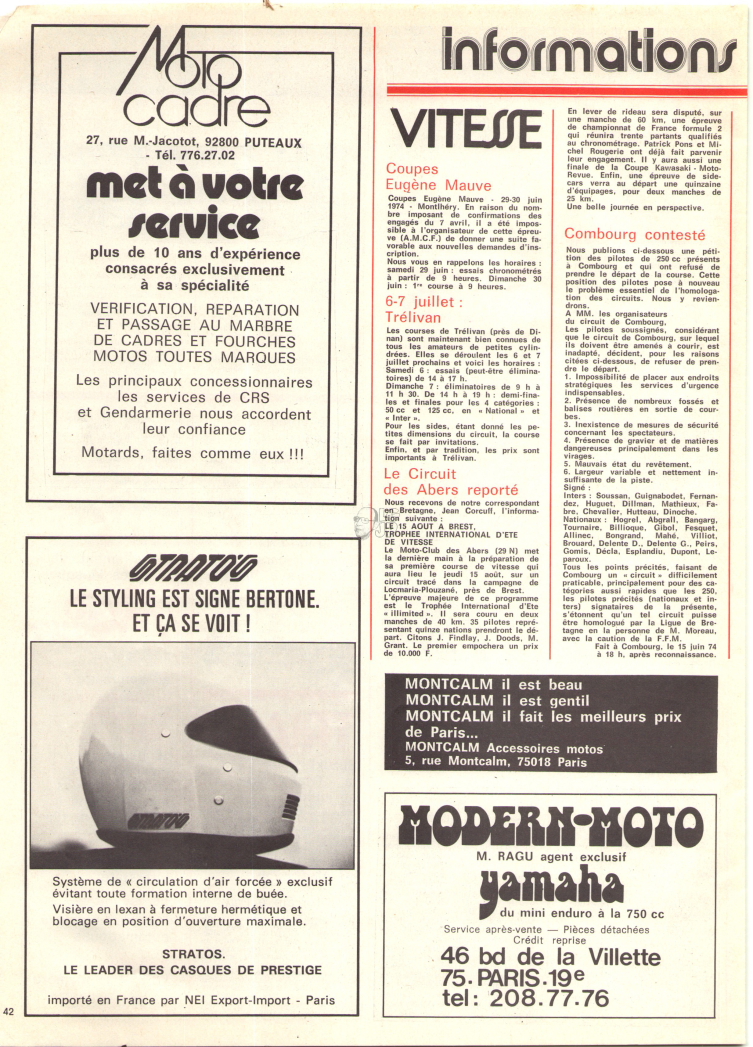 Moto
cadre
27, rue M.-Jacotot, 92800 PUTEAUX
- Tél. 776.27.02
met à votre
service
plus de 10 ans d'expérience
consacrés exclusivement
à sa spécialité
VERIFICATION, REPARATION
ET PASSAGE AU MARBRE
DE CADRES ET FOURCHES
MOTOS TOUTES MARQUES
Les principaux concessionnaires
les services de CRS
et Gendarmerie nous accordent
leur confiance
Motards, faites comme eux !!!
STRATOS
LE STYLING EST SIGNE BERTONE.
ET ÇA SE VOIT !
STRATOS
Système de « circulation d'air forcée » exclusif
évitant toute formation interne de buée.
Visière en lexan à fermeture hermétique et
blocage en position d'ouverture maximale.
STRATOS.
LE LEADER DES CASQUES DE PRESTIGE
importé en France par NEI Export-Import - Paris
42
informations
VITESSE
Coupes
Eugène Mauve
Coupes Eugène Mauve - 29-30 juin
1974 - Montlhéry. En raison du nom-
bre imposant de confirmations des
engagés du 7 avril, il a été impos-
sible à l'organisateur de cette épreu-
ve (A.M.C.F.) de donner une suite fa-
vorable aux nouvelles demandes d'ins-
cription.
Nous vous en rappelons les horaires :
samedi 29 juin : essais chronométrés
à partir de 9 heures. Dimanche 30
juin : 1re course à 9 heures.
6-7 juillet :
Trélivan
Les courses de Trélivan (près de Di-
nan) sont maintenant bien connues de
tous les amateurs de petites cylin-
drées. Elles se déroulent les 6 et 7
juillet prochains et voici les horaires :
Samedi 6 : essais (peut-être élimina-
toires) de 14 à 17 h.
Dimanche 7 : éliminatoires de 9 h à
11 h 30. De 14 h à 19 h : demi-fina-
les et finales pour les 4 catégories :
50 cc et 125 cc, en « National » et
« Inter ».
Pour les sides, étant donné les pe-
tites dimensions du circuit, la course
se fait par invitations.
Enfin, et par tradition, les prix sont
importants à Trélivan.
Le Circuit
des Abers reporté
Nous recevons de notre correspondant
en Bretagne, Jean Corcuff, l'informa-
tion suivante :
LE 15 AOUT A BREST,
TROPHEE INTERNATIONAL D'ETE
DE VITESSE
Le Moto-Club des Abers (29 N) met
la dernière main à la préparation de
sa première course de vitesse qui
aura lieu le jeudi 15 août, sur un
circuit tracé dans la campagne de
Locmaria-Plouzané, près de Brest.
L'épreuve majeure de ce programme
est le Trophée International d'Ete
« illimited ». Il sera couru en deux
manches de 40 km. 35 pilotes repré-
sentant quinze nations prendront le dé-
part. Citons J. Findlay, J. Doods, M.
Grant. Le premier empochera un prix
de 10.000 F.
En lever de rideau sera disputé, sur
une manche de 60 km, une épreuve
de championnat de France formule 2
qui réunira trente partants qualifiés
au chronométrage. Patrick Pons et Mi-
chel Rougerie ont déjà fait parvenir
leur engagement. Il y aura aussi une
finale de la Coupe Kawasaki - Moto-
Revue. Enfin, une épreuve de side-
cars verra au départ une quinzaine
d'équipages, pour deux manches de
25 km.
Une belle journée en perspective.
Combourg contesté
Nous publions ci-dessous une péti-
tion des pilotes de 250 cc présents
à Combourg et qui ont refusé de
prendre le départ de la course. Cette
position des pilotes pose à nouveau
le problème essentiel de l'homologa-
tion des circuits. Nous y revien-
drons.
A MM. les organisateurs
du circuit de Combourg,
Les pilotes soussignés, considérant
que le circuit de Combourg, sur lequel
ils doivent être amenés a courir, est
inadapté, décident, pour les raisons
citées ci-dessous, de refuser de pren-
dre le départ.
1. Impossibilité de placer aux endroits
stratégiques les services d'urgence
indispensables.
2. Présence de nombreux fossés et
balises routières en sortie de cour-
bes.
3. Inexistence de mesures de sécurité
concernant les spectateurs.
4. Présence de gravier et de matières
dangereuses principalement dans les
virages.
5. Mauvais état du revêtement.
6. Largeur variable et nettement in-
suffisante de la piste.
Signé :
Inters : Soussan, Guignabodet, Fernan-
dez, Huguet, Dillman, Mathieux, Fa-
bre, Chevalier, Hutteau, Dinoche.
Nationaux : Hogrel, Abgrall, Bangarg,
Tournaire, Billioque, Gibol, Fesquet,
Allinec, Bongrand, Mahé, Villiot,
Brouard, Delente D., Delente G., Peirs,
Gomis, Décla, Esplandiu, Dupont, Le-
paroux.
Tous les points précités, faisant de
Combourg un « circuit » difficilement
praticable, principalement pour des ca-
tégories aussi rapides que les 250,
les pilotes précités (nationaux et in-
ters) signataires de la présente,
s'étonnent qu'un tel circuit puisse
être homologué par la Ligue de Bre-
tagne en la personne de M. Moreau,
avec la caution de la F.F.M.
Fait à Combourg, le 15 juin 74
à 18 h, après reconnaissance.
MONTCALM il est beau
MONTCALM il est gentil
MONTCALM il fait les meilleurs prix
de Paris...
MONTCALM Accessoires motos
5, rue Montcalm, 75018 Paris
MODERN-MOTO
M. RAGU agent exclusif
yamaha
du mini enduro à la 750 cc
Service après-vente — Pièces détachées
Crédit reprise
46 bd de la Villette
75. PARIS.19e
tel: 208.77.76